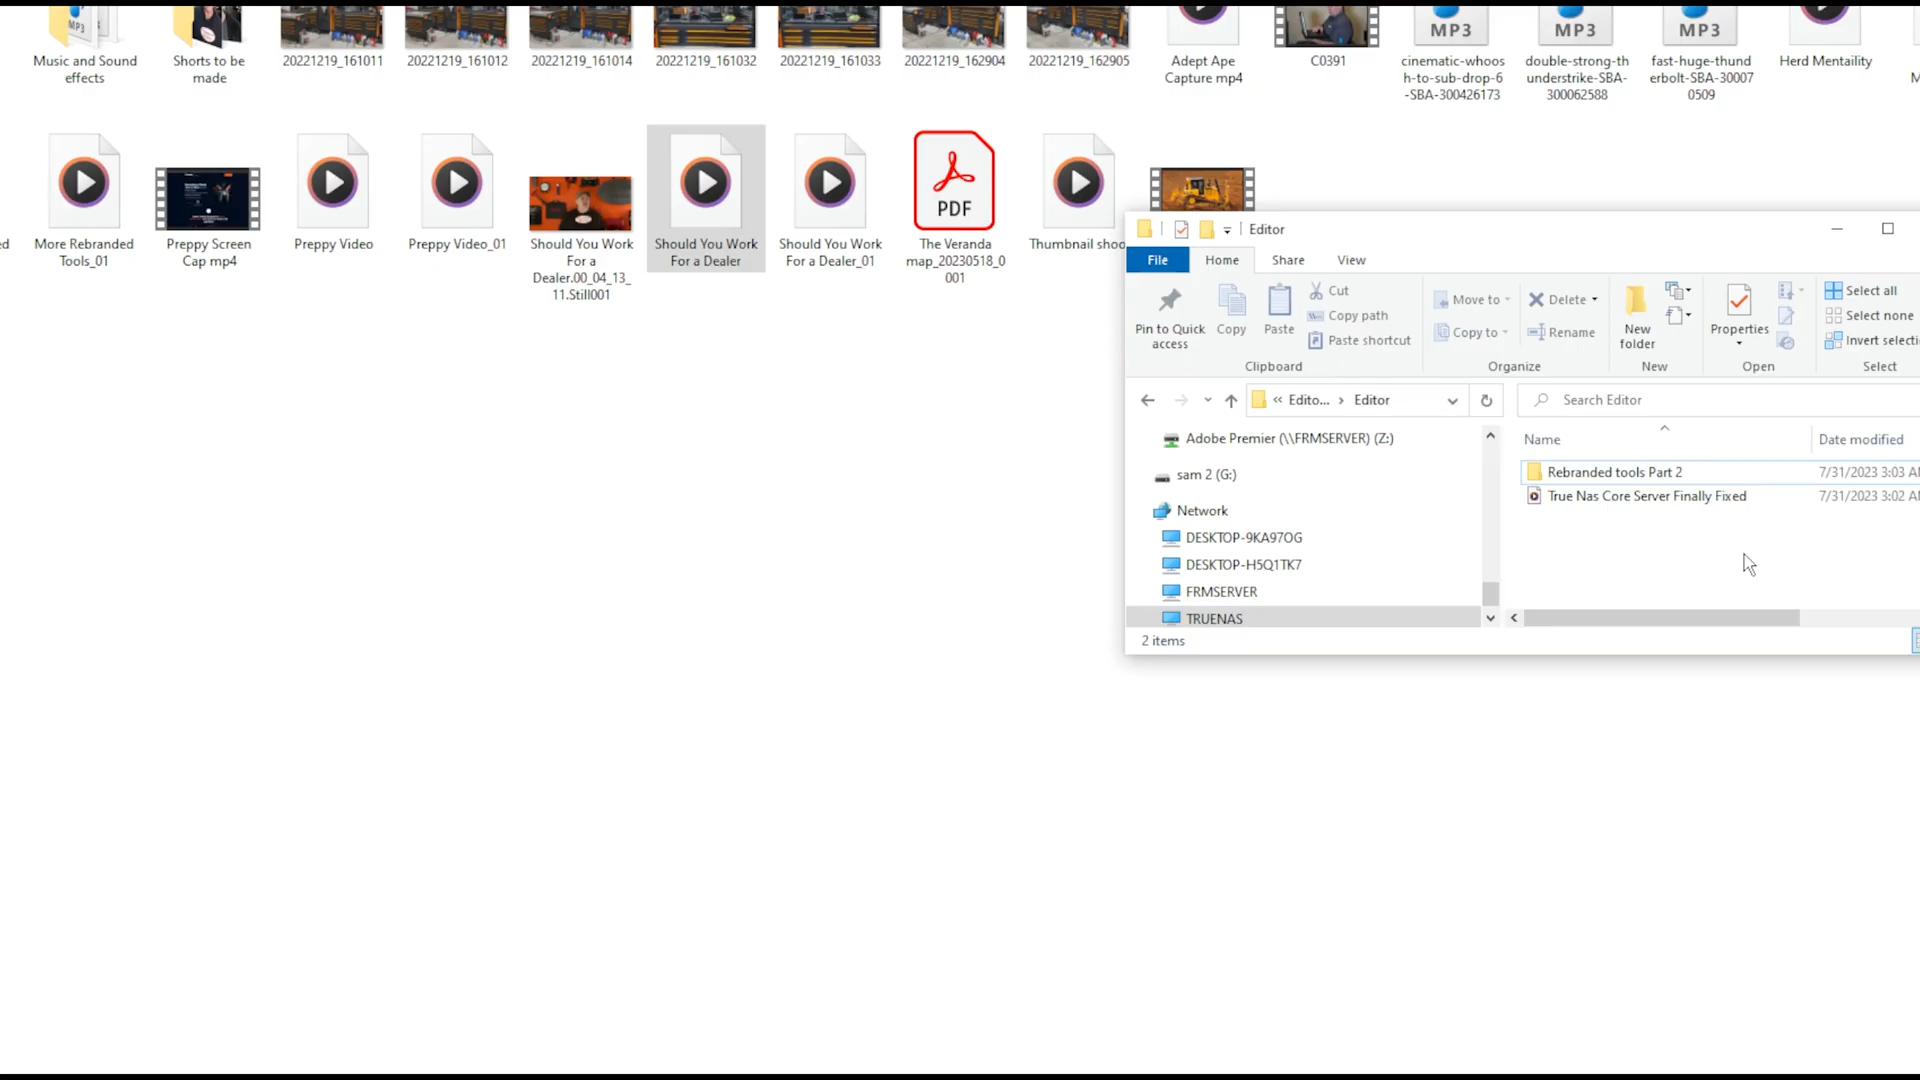 MP3
MP3
MP3
MP3
Music and Sound
effects
Shorts to be
made
20221219_161011
20221219_161012
20221219_161014
20221219_161032
20221219_161033
20221219_162904
20221219_162905
Adept Ape
Capture mp4
C0391
cinematic-whoos
h-to-sub-drop-6
-SBA-300426173
double-strong-th
understrike-SBA-
300062588
fast-huge-thund
erbolt-SBA-30007
0509
Herd Mentaility
M
ed
More Rebranded
Tools_01
Preppy Screen
Cap mp4
Preppy Video
Preppy Video_01
Should You Work
For a
Dealer.00_04_13_
11.Still001
Should You Work
For a Dealer
Should You Work
For a Dealer_01
PDF
The Veranda
map_20230518_0
001
Thumbnail shoo
Editor
File
Home
Share
View
Pin to Quick
access
Copy
Paste
Cut
Copy path
Paste shortcut
Clipboard
Move to
Copy to
Delete
Rename
Organize
New
folder
New
Properties
Open
Select all
Select none
Invert selecti
Select
« Edito... › Editor
Search Editor
Adobe Premier (\\FRMSERVER) (Z:)
sam 2 (G:)
Network
DESKTOP-9KA97OG
DESKTOP-H5Q1TK7
FRMSERVER
TRUENAS
Name
Date modified
Rebranded tools Part 2
7/31/2023 3:03 A
True Nas Core Server Finally Fixed
7/31/2023 3:02 A
2 items